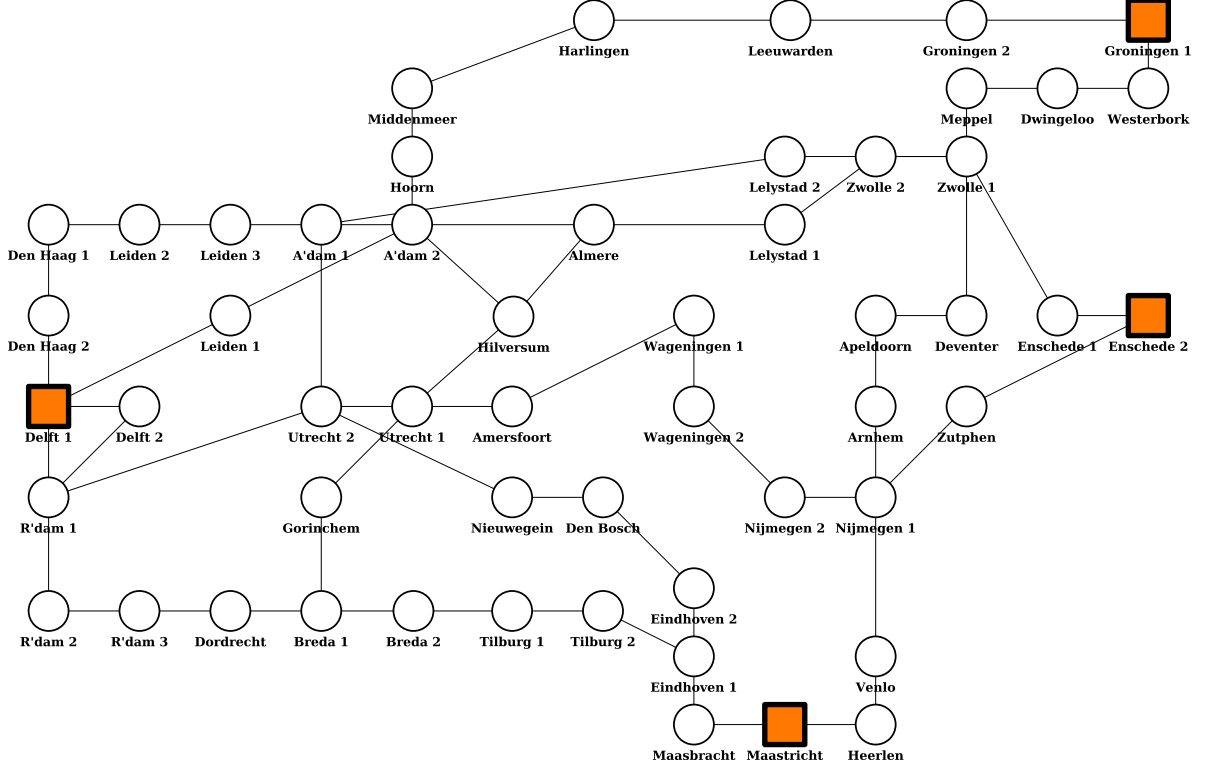 Harlingen
Leeuwarden
Groningen 2
Groningen 1
Middenmeer
Meppel
Dwingeloo
Westerbork
Hoorn
Lelystad 2
Zwolle 2
Zwolle 1
Den Haag 1
Leiden 2
Leiden 3
A'dam 1
A'dam 2
Almere
Lelystad 1
Den Haag 2
Leiden 1
Hilversum
Wageningen 1
Apeldoorn
Deventer
Enschede 1
Enschede 2
Delft 1
Delft 2
Utrecht 2
Utrecht 1
Amersfoort
Wageningen 2
Arnhem
Zutphen
R'dam 1
Gorinchem
Nieuwegein
Den Bosch
Nijmegen 2
Nijmegen 1
Eindhoven 2
R'dam 2
R'dam 3
Dordrecht
Breda 1
Breda 2
Tilburg 1
Tilburg 2
Eindhoven 1
Venlo
Maasbracht
Maastricht
Heerlen